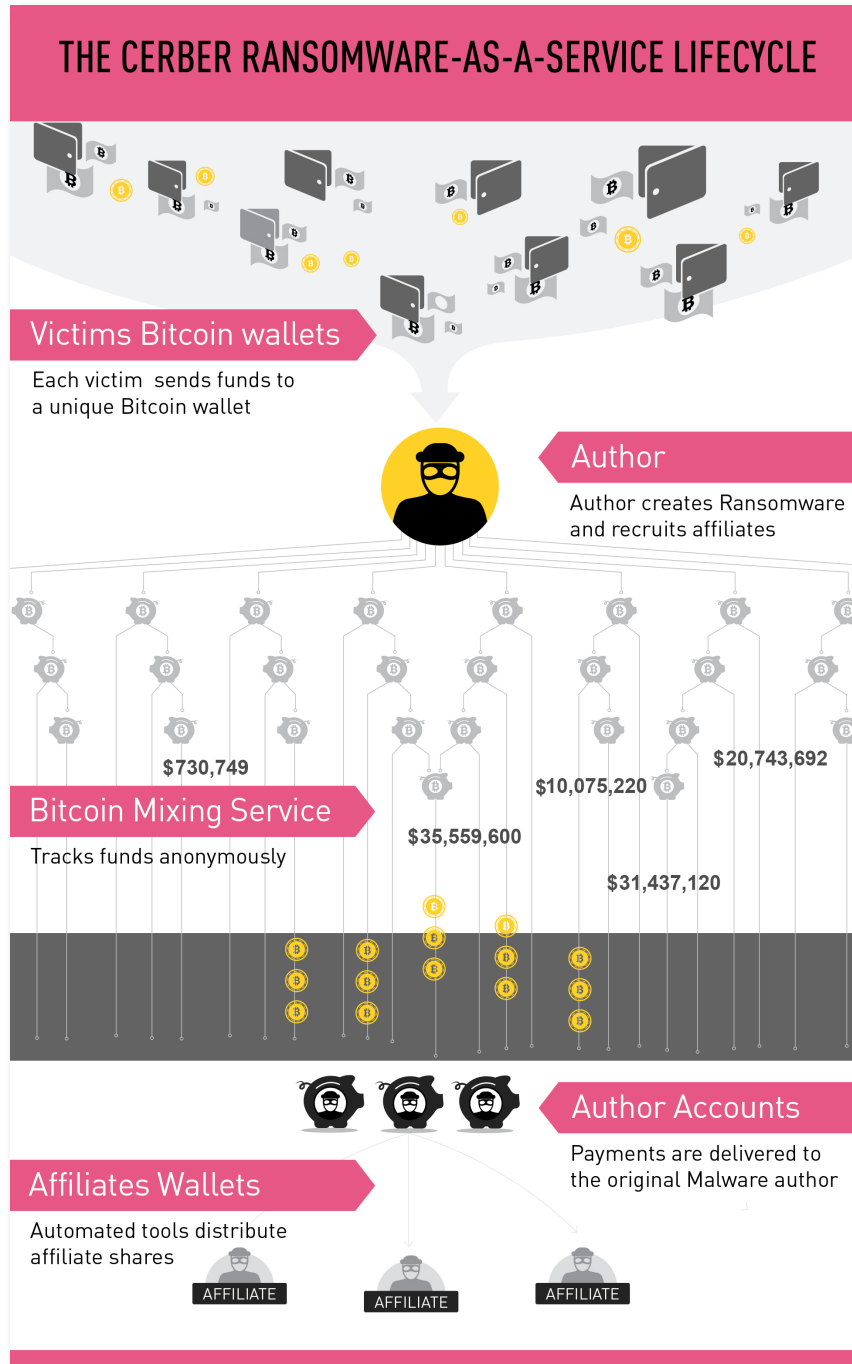 THE CERBER RANSOMWARE-AS-A-SERVICE LIFECYCLE
Victims Bitcoin wallets
Each victim sends funds to
a unique Bitcoin wallet
Author
Author creates Ransomware
and recruits affiliates
$730,749
$20,743,692
$10,075,220
Bitcoin Mixing Service
$35,559,600
Tracks funds anonymously
$31,437,120
Author Accounts
Payments are delivered to
the original Malware author
Affiliates Wallets
Automated tools distribute
affiliate shares
AFFILIATE
AFFILIATE
AFFILIATE